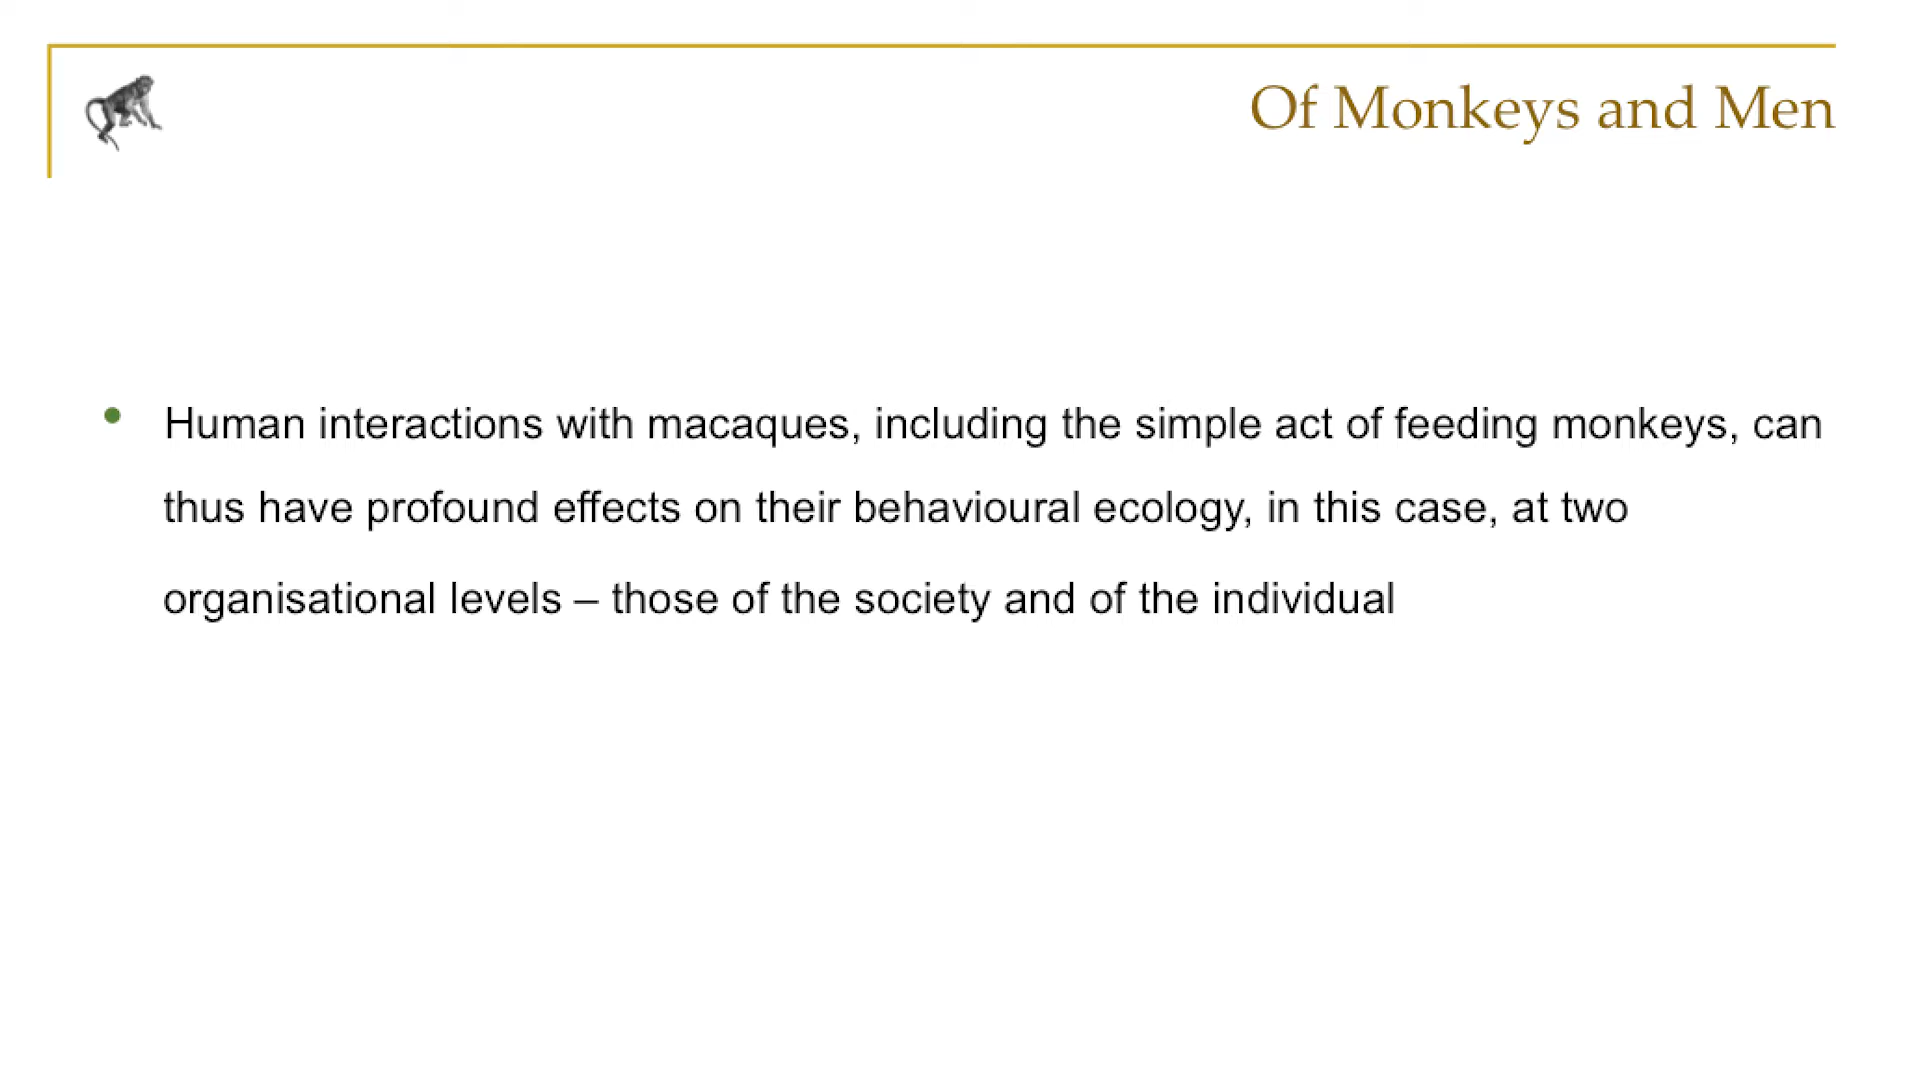 Of Monkeys and Men
• Human interactions with macaques, including the simple act of feeding monkeys, can
thus have profound effects on their behavioural ecology, in this case, at two
organisational levels – those of the society and of the individual